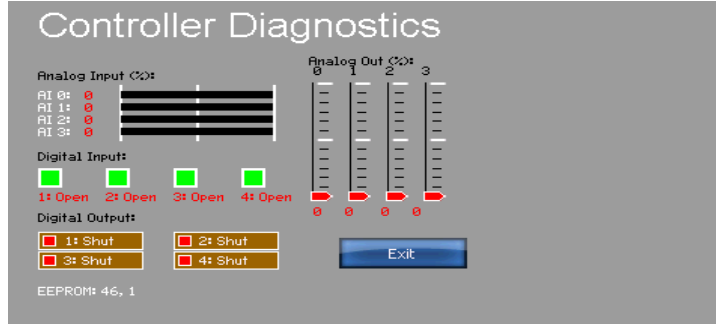 Controller Diagnostics
Analog Input (%):
AI 0: 0
AI 1: 0
AI 2: 0
AI 3: 0
Analog Out (%):
0 1 2 3
0 0 0 0
Digital Input:
1: Open 2: Open 3: Open 4: Open
Digital Output:
1: Shut 2: Shut
3: Shut 4: Shut
Exit
EEPROM: 46, 1